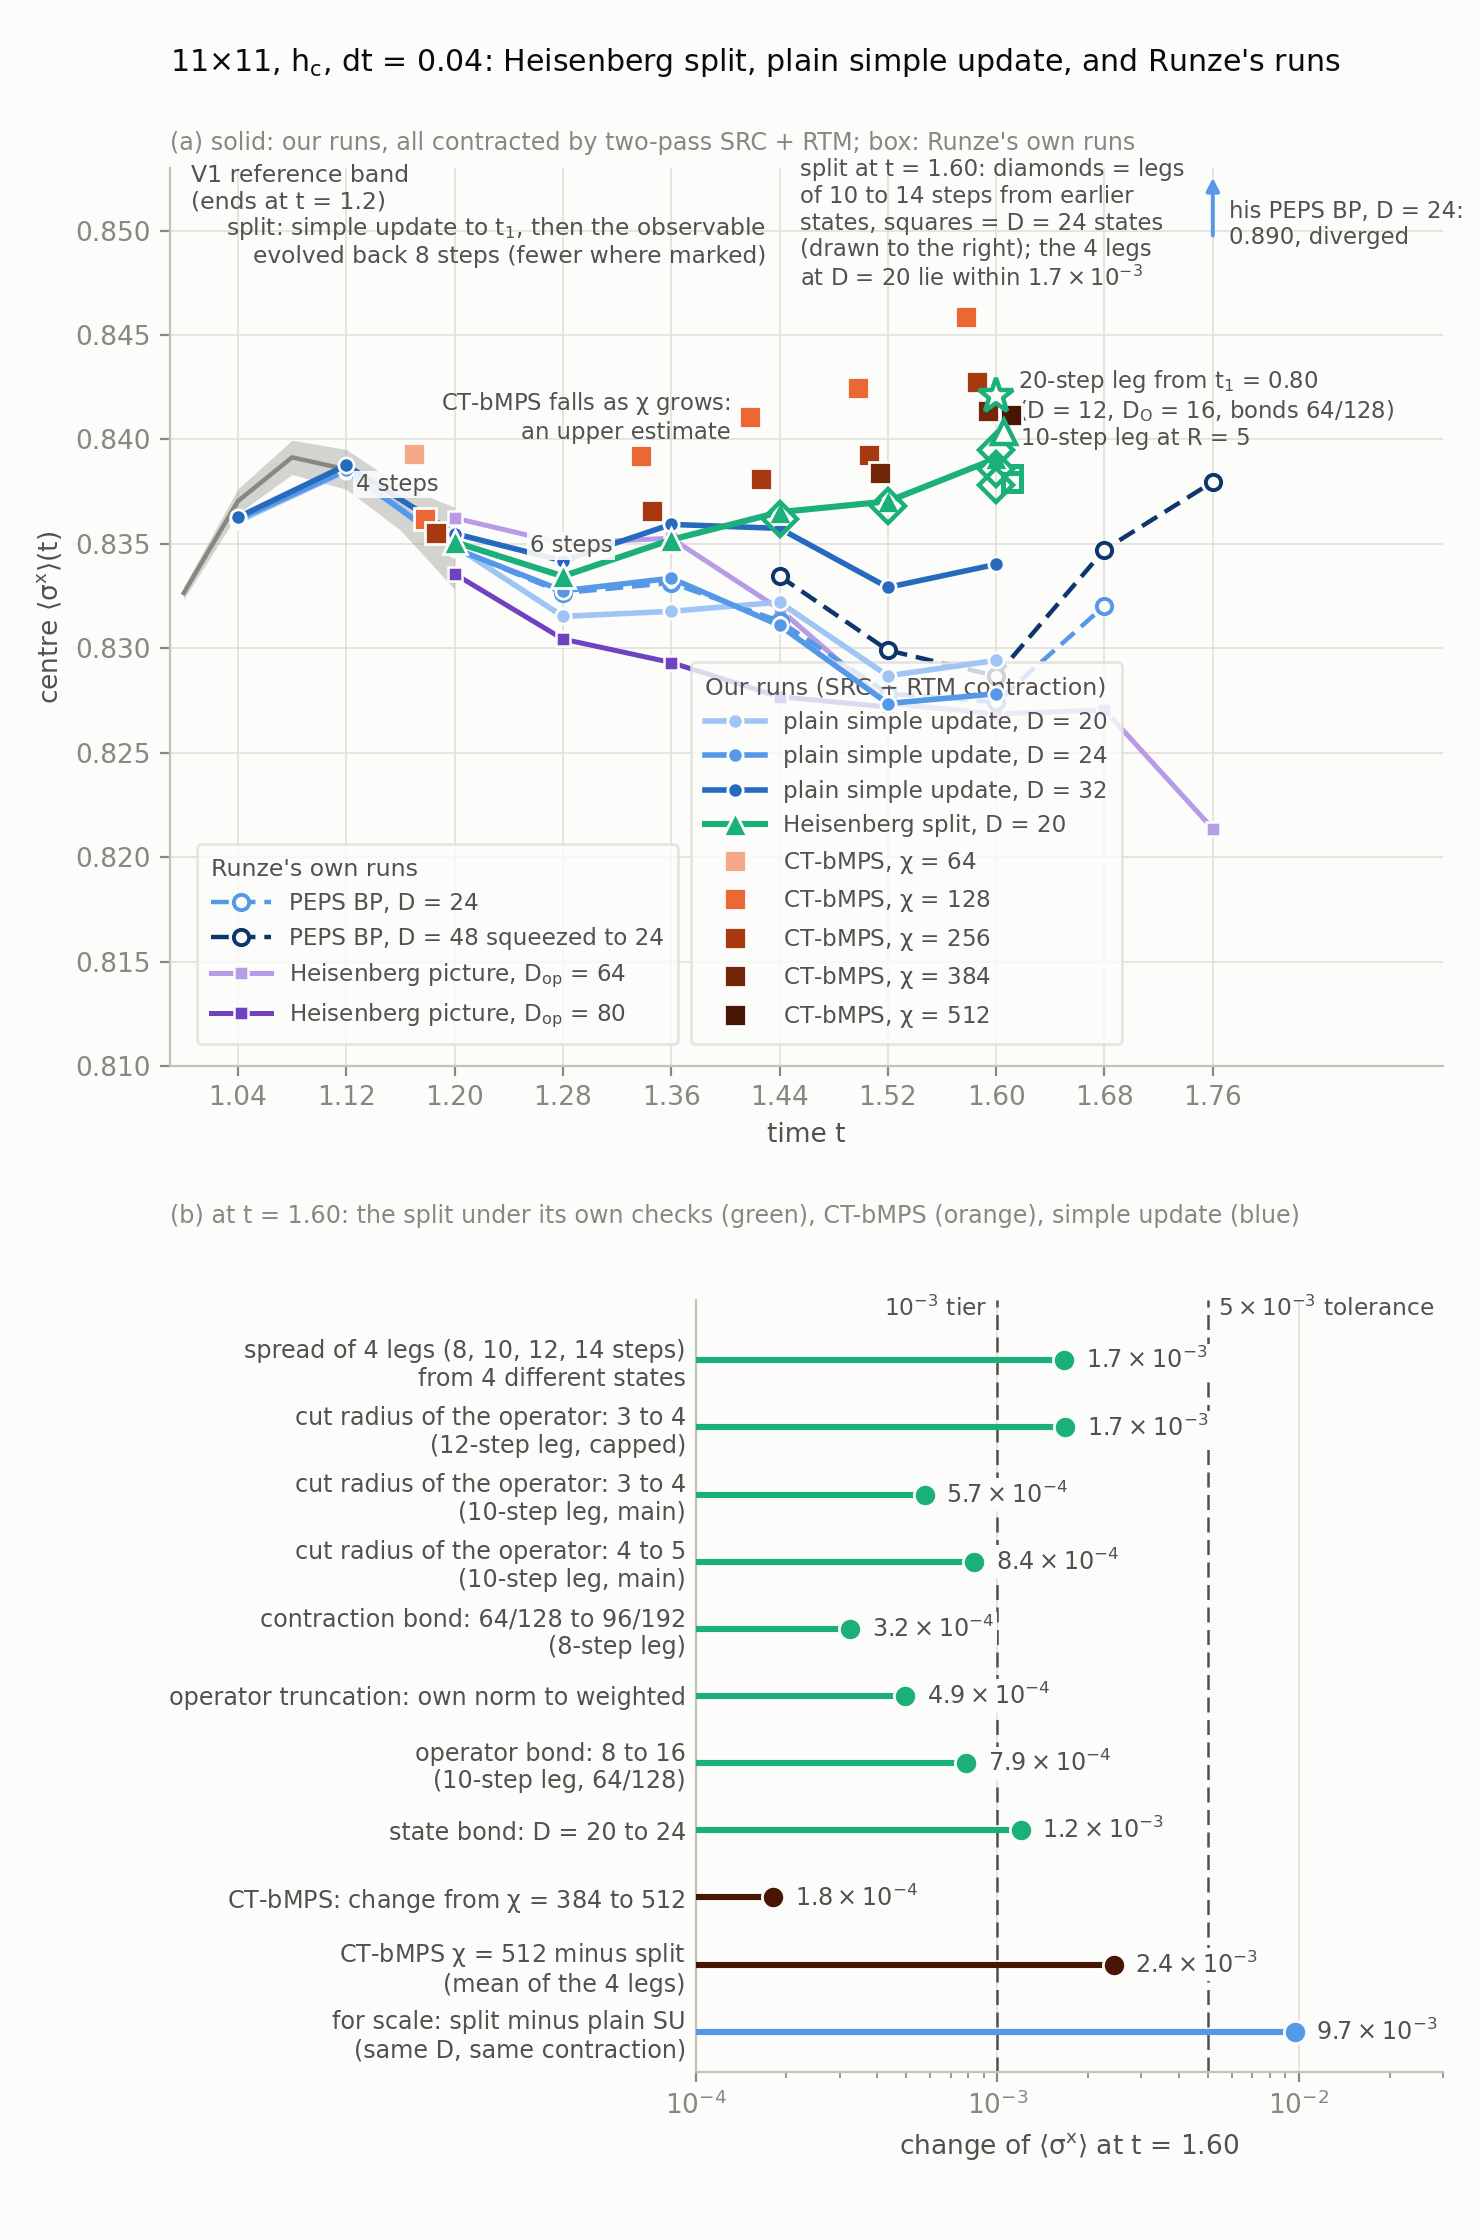 11×11, h_c, dt = 0.04: Heisenberg split, plain simple update, and Runze's runs
(a) solid: our runs, all contracted by two-pass SRC + RTM; box: Runze's own runs
V1 reference band
(ends at t = 1.2)
split: simple update to t₁, then the observable
evolved back 8 steps (fewer where marked)
split at t = 1.60: diamonds = legs
of 10 to 14 steps from earlier
states, squares = D = 24 states
(drawn to the right); the 4 legs
at D = 20 lie within 1.7 × 10⁻³
his PEPS BP, D = 24:
0.890, diverged
CT-bMPS falls as χ grows:
an upper estimate
20-step leg from t₁ = 0.80
(D = 12, D_O = 16, bonds 64/128)
10-step leg at R = 5
4 steps
6 steps
centre ⟨σˣ⟩(t)
0.850
0.845
0.840
0.835
0.830
0.825
0.820
0.815
0.810
Runze's own runs
PEPS BP, D = 24
PEPS BP, D = 48 squeezed to 24
Heisenberg picture, D_op = 64
Heisenberg picture, D_op = 80
Our runs (SRC + RTM contraction)
plain simple update, D = 20
plain simple update, D = 24
plain simple update, D = 32
Heisenberg split, D = 20
CT-bMPS, χ = 64
CT-bMPS, χ = 128
CT-bMPS, χ = 256
CT-bMPS, χ = 384
CT-bMPS, χ = 512
1.04 1.12 1.20 1.28 1.36 1.44 1.52 1.60 1.68 1.76
time t
(b) at t = 1.60: the split under its own checks (green), CT-bMPS (orange), simple update (blue)
10⁻³ tier
5 × 10⁻³ tolerance
spread of 4 legs (8, 10, 12, 14 steps)
from 4 different states
1.7 × 10⁻³
cut radius of the operator: 3 to 4
(12-step leg, capped)
1.7 × 10⁻³
cut radius of the operator: 3 to 4
(10-step leg, main)
5.7 × 10⁻⁴
cut radius of the operator: 4 to 5
(10-step leg, main)
8.4 × 10⁻⁴
contraction bond: 64/128 to 96/192
(8-step leg)
3.2 × 10⁻⁴
operator truncation: own norm to weighted
4.9 × 10⁻⁴
operator bond: 8 to 16
(10-step leg, 64/128)
7.9 × 10⁻⁴
state bond: D = 20 to 24
1.2 × 10⁻³
CT-bMPS: change from χ = 384 to 512
1.8 × 10⁻⁴
CT-bMPS χ = 512 minus split
(mean of the 4 legs)
2.4 × 10⁻³
for scale: split minus plain SU
(same D, same contraction)
9.7 × 10⁻³
10⁻⁴ 10⁻³ 10⁻²
change of ⟨σˣ⟩ at t = 1.60